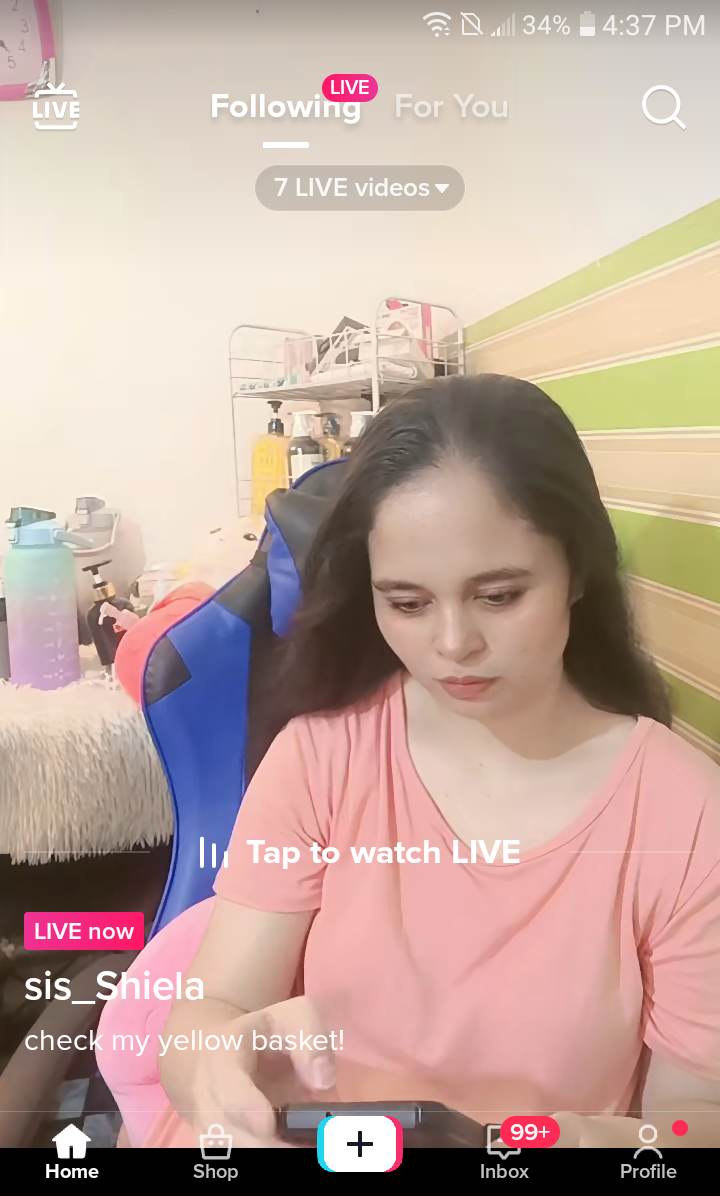 34% 4:37 PM
LIVE
LIVE
Following For You
7 LIVE videos
Tap to watch LIVE
LIVE now
sis_Shiela
check my yellow basket!
99+
Home Shop Inbox Profile